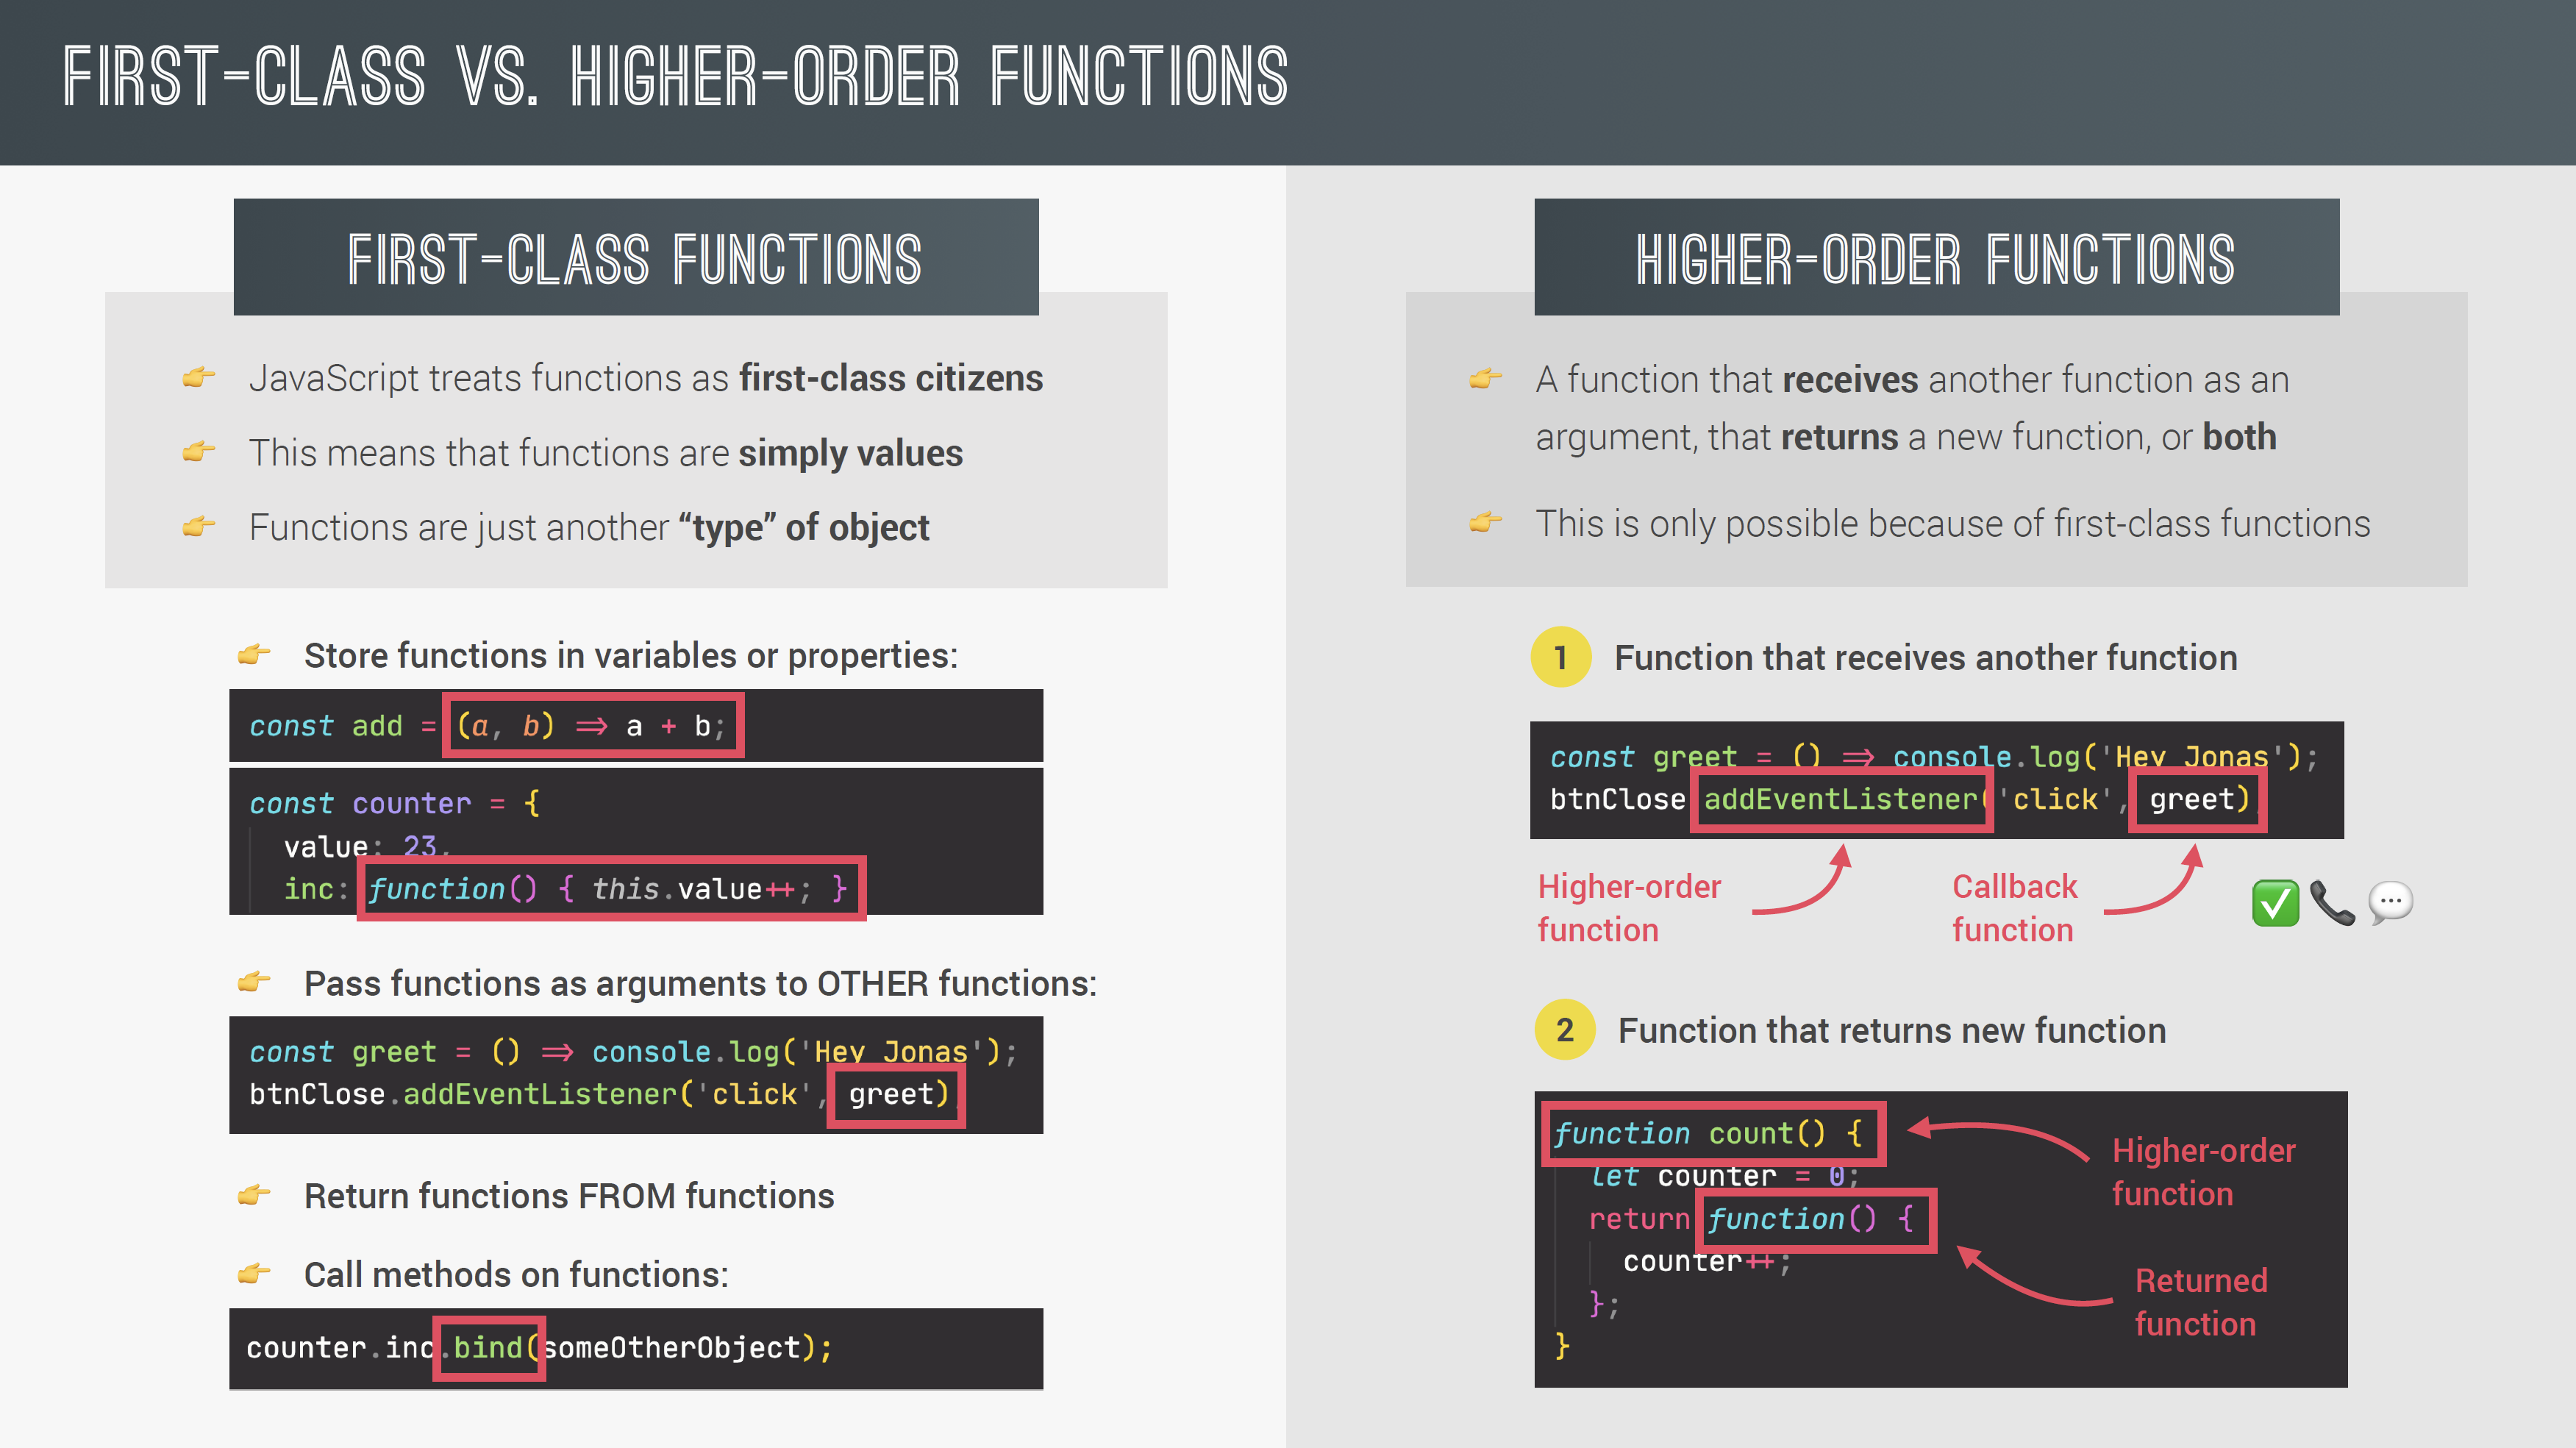 FIRST-CLASS VS. HIGHER-ORDER FUNCTIONS
FIRST-CLASS FUNCTIONS
JavaScript treats functions as first-class citizens
This means that functions are simply values
Functions are just another “type” of object
Store functions in variables or properties:
const add = (a, b) => a + b;
const counter = {
value: 23,
inc: function() { this.value++; }
Pass functions as arguments to OTHER functions:
const greet = () => console.log('Hey Jonas');
btnClose.addEventListener('click', greet)
Return functions FROM functions
Call methods on functions:
counter.inc.bind(someOtherObject);
HIGHER-ORDER FUNCTIONS
A function that receives another function as an
argument, that returns a new function, or both
This is only possible because of first-class functions
1 Function that receives another function
const greet = () => console.log('Hey Jonas');
btnClose addEventListener('click', greet)
Higher-order
function
Callback
function
2 Function that returns new function
function count() {
let counter = 0;
return function() {
counter++;
};
}
Higher-order
function
Returned
function